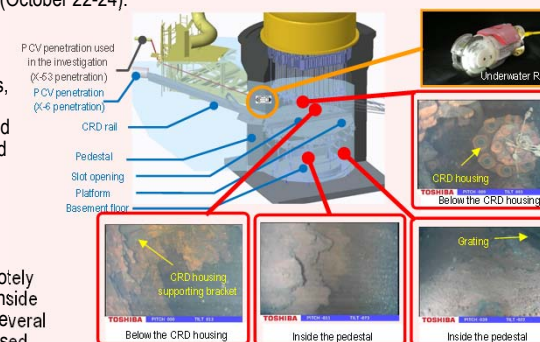 (October 22-24).
PCV penetration used
in the investigation
(X-53 penetration)
PCV penetration
(X-6 penetration)
CRD rail
Pedestal
Slot opening
Platform
Basement floor
Underwater R
CRD housing
TOSHIBA
Below the CRD housing
CRD housing
supporting bracket
TOSHIBA
Below the CRD housing
TOSHIBA
Inside the pedestal
Grating
TOSHIBA
Inside the pedestal
otely
nside
everal